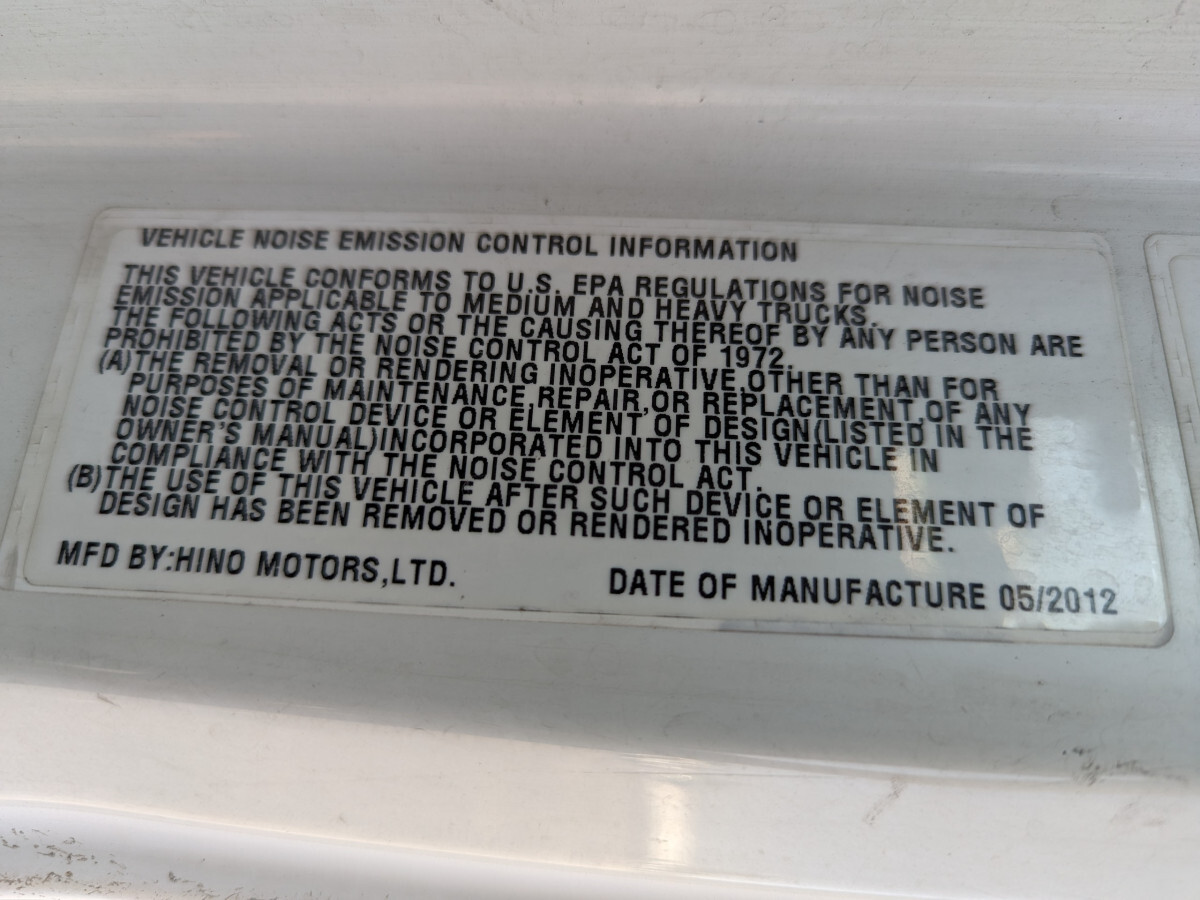 VEHICLE NOISE EMISSION CONTROL INFORMATION
THIS VEHICLE CONFORMS TO U.S. EPA REGULATIONS FOR NOISE
EMISSION APPLICABLE TO MEDIUM AND HEAVY TRUCKS.
THE FOLLOWING ACTS OR THE CAUSING THEREOF BY ANY PERSON ARE
PROHIBITED BY THE NOISE CONTROL ACT OF 1972.
(A)THE REMOVAL OR RENDERING INOPERATIVE,OTHER THAN FOR
PURPOSES OF MAINTENANCE,REPAIR,OR REPLACEMENT,OF ANY
NOISE CONTROL DEVICE OR ELEMENT OF DESIGN(LISTED IN THE
OWNER'S MANUAL)INCORPORATED INTO THIS VEHICLE IN
COMPLIANCE WITH THE NOISE CONTROL ACT.
(B)THE USE OF THIS VEHICLE AFTER SUCH DEVICE OR ELEMENT OF
DESIGN HAS BEEN REMOVED OR RENDERED INOPERATIVE.
MFD BY:HINO MOTORS,LTD. DATE OF MANUFACTURE 05/2012